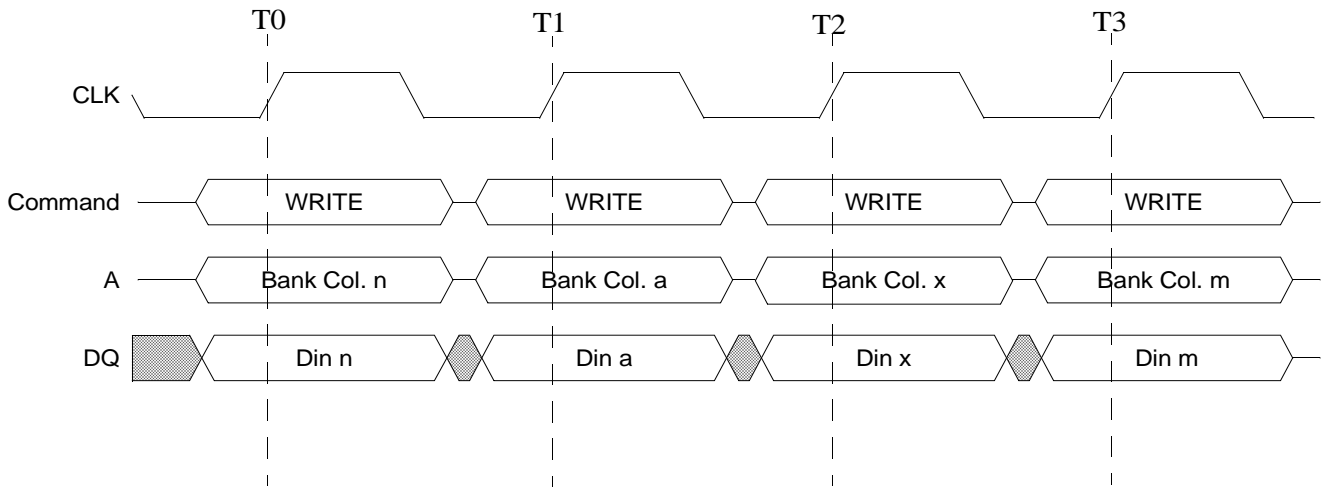 T0 T1 T2 T3
CLK
Command WRITE WRITE WRITE WRITE
A Bank Col. n Bank Col. a Bank Col. x Bank Col. m
DQ Din n Din a Din x Din m